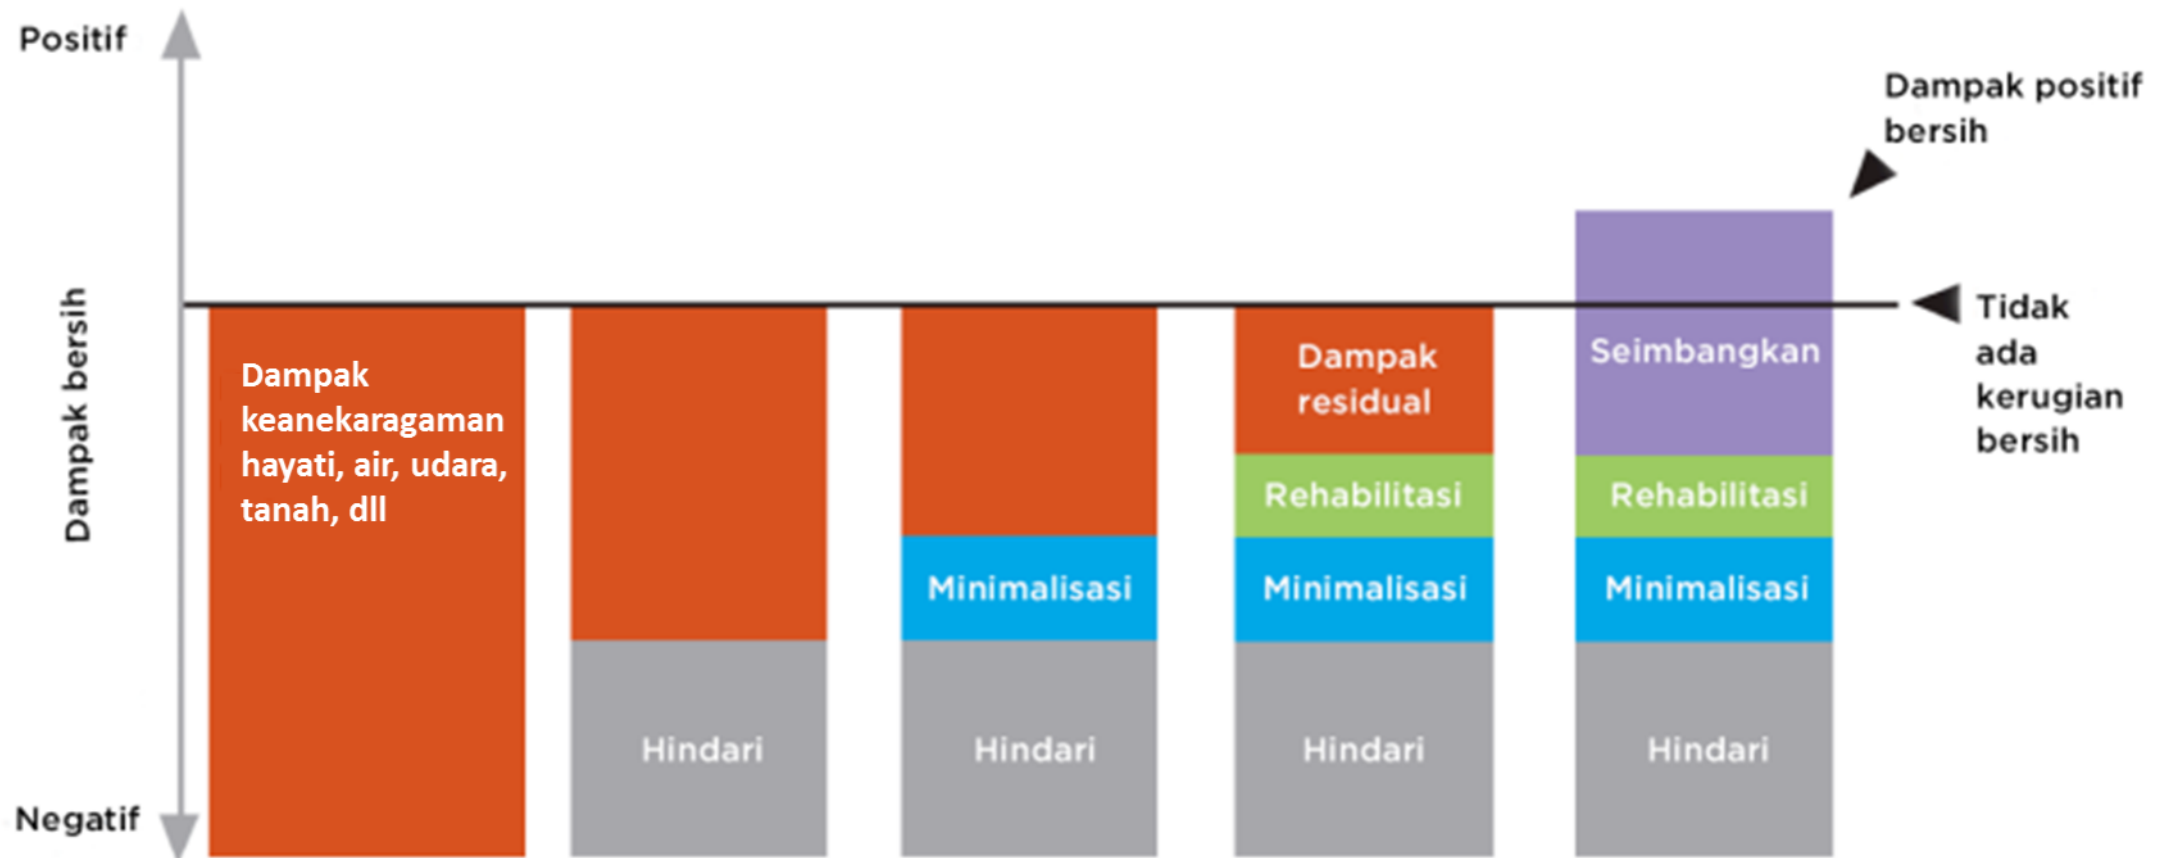 Positif
Dampak bersih
Negatif
Dampak
keanekaragaman
hayati, air, udara,
tanah, dll
Hindari
Minimalisasi
Hindari
Dampak
residual
Rehabilitasi
Minimalisasi
Hindari
Seimbangkan
Rehabilitasi
Minimalisasi
Hindari
Dampak positif
bersih
Tidak
ada
kerugian
bersih